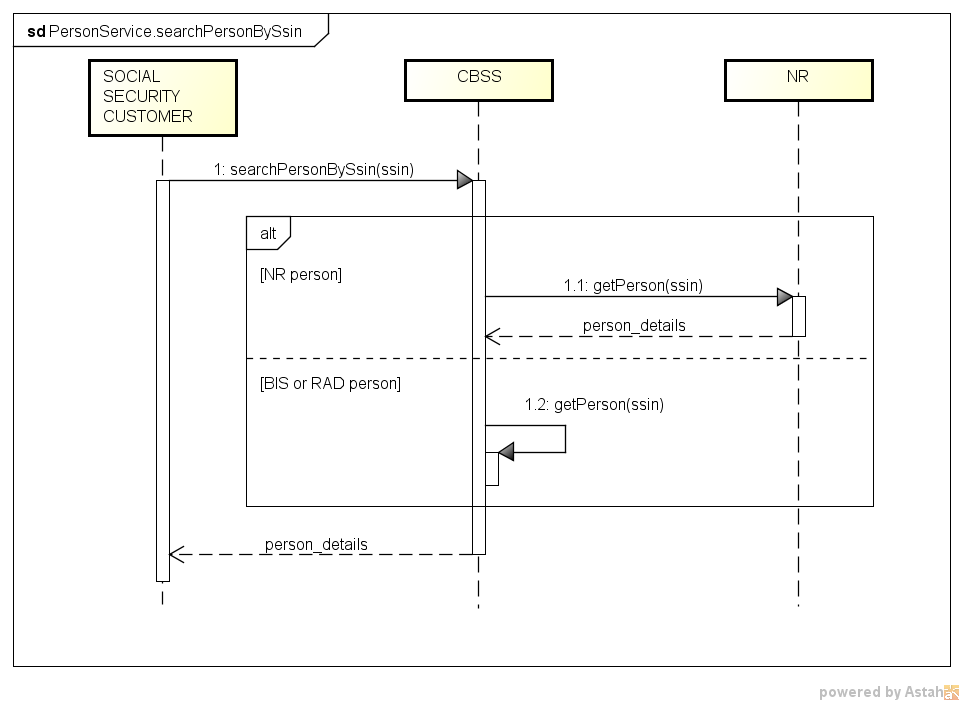 sd PersonService.searchPersonBySsin
SOCIAL
SECURITY
CUSTOMER
CBSS
NR
1: searchPersonBySsin(ssin)
alt
[NR person]
1.1: getPerson(ssin)
person_details
[BIS or RAD person]
1.2: getPerson(ssin)
person_details
powered by Astah